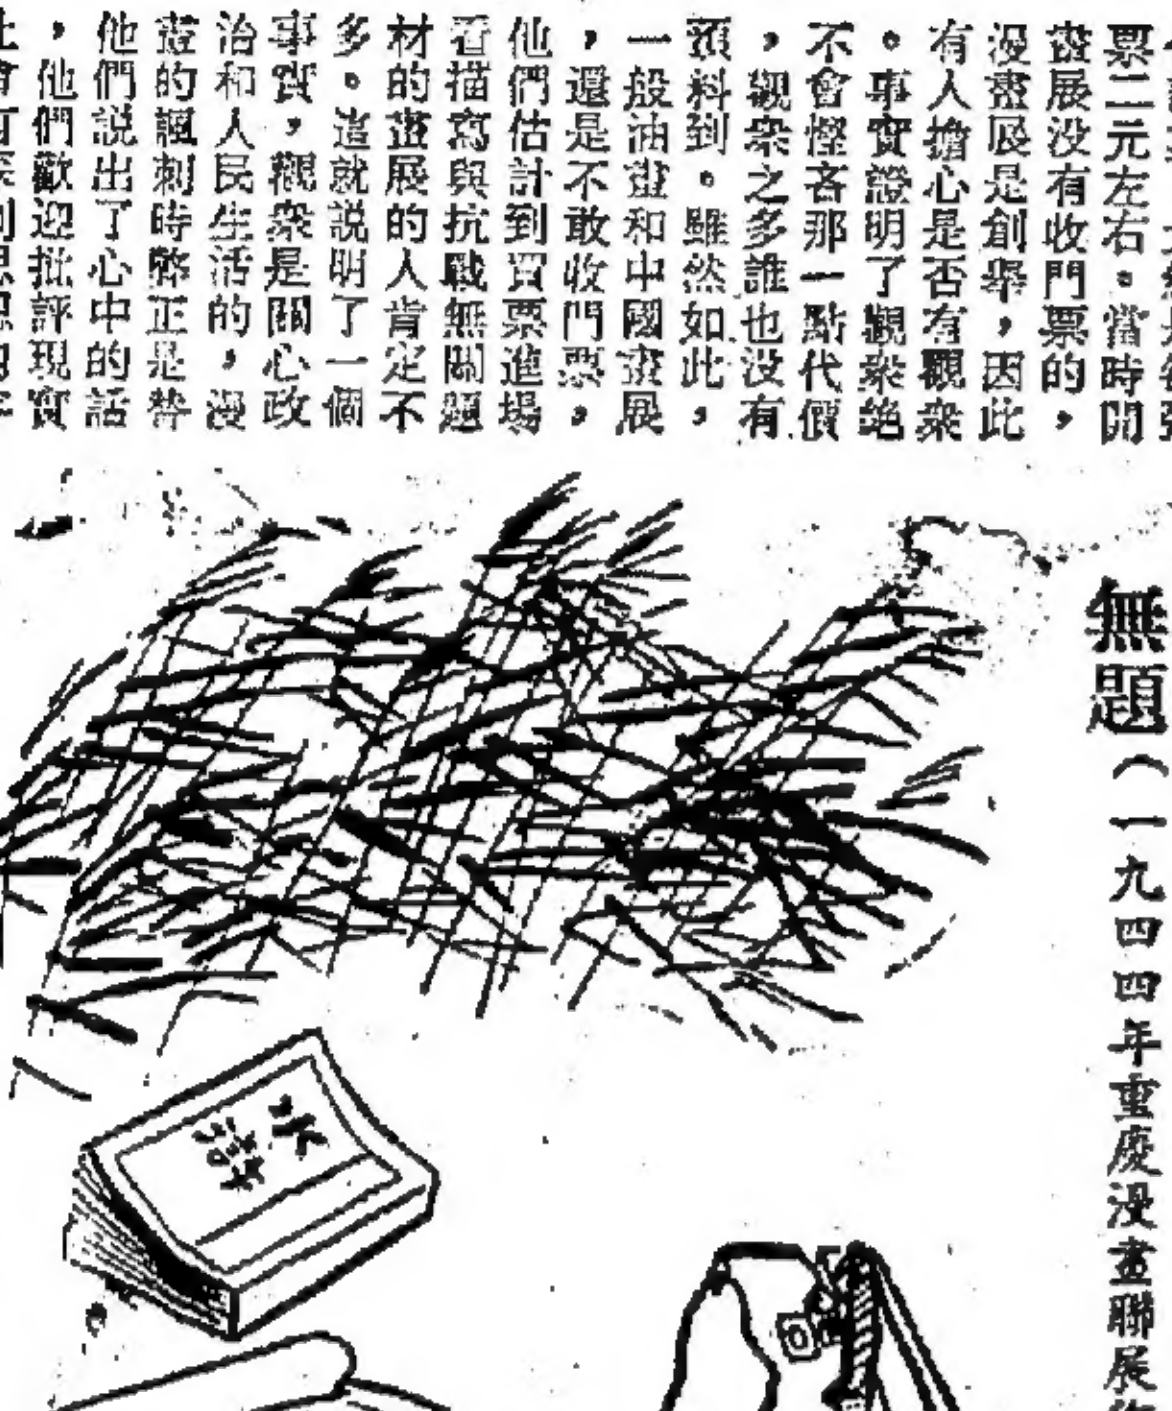 票二元左右。當時開
畫展没有收門票的，
漫畫展是創舉，因此
有人擔心是否有觀衆
。事實證明了觀衆絶
不會慳吝那一點代價
，觀衆之多誰也没有
預料到。雖然如此，
一般油畫和中國畫展
，還是不敢收門票，
他們估計到買票進場
看描寫與抗戰無關題
材的畫展的人肯定不
多。這就説明了一個
事實，觀衆是關心政
治和人民生活的，漫
畫的諷刺時弊正是替
他們説出了心中的話
，他們歡迎批評現實
無題（一九四四年重慶漫畫聯展
水滸